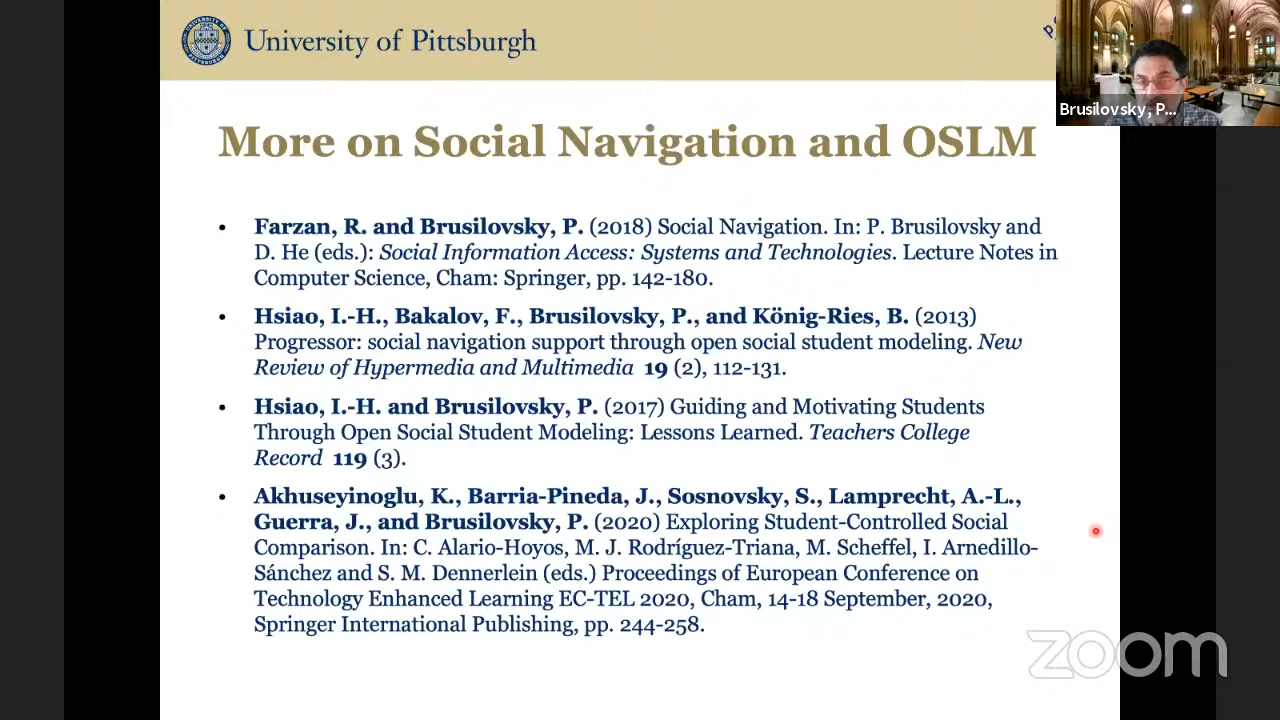 University of Pittsburgh
Brusilovsky, P...
More on Social Navigation and OSLM
• Farzan, R. and Brusilovsky, P. (2018) Social Navigation. In: P. Brusilovsky and
D. He (eds.): Social Information Access: Systems and Technologies. Lecture Notes in
Computer Science, Cham: Springer, pp. 142-180.
• Hsiao, I.-H., Bakalov, F., Brusilovsky, P., and König-Ries, B. (2013)
Progressor: social navigation support through open social student modeling. New
Review of Hypermedia and Multimedia 19 (2), 112-131.
• Hsiao, I.-H. and Brusilovsky, P. (2017) Guiding and Motivating Students
Through Open Social Student Modeling: Lessons Learned. Teachers College
Record 119 (3).
• Akhuseyinoglu, K., Barria-Pineda, J., Sosnovsky, S., Lamprecht, A.-L.,
Guerra, J., and Brusilovsky, P. (2020) Exploring Student-Controlled Social
Comparison. In: C. Alario-Hoyos, M. J. Rodríguez-Triana, M. Scheffel, I. Arnedillo-
Sánchez and S. M. Dennerlein (eds.) Proceedings of European Conference on
Technology Enhanced Learning EC-TEL 2020, Cham, 14-18 September, 2020,
Springer International Publishing, pp. 244-258.
zoom